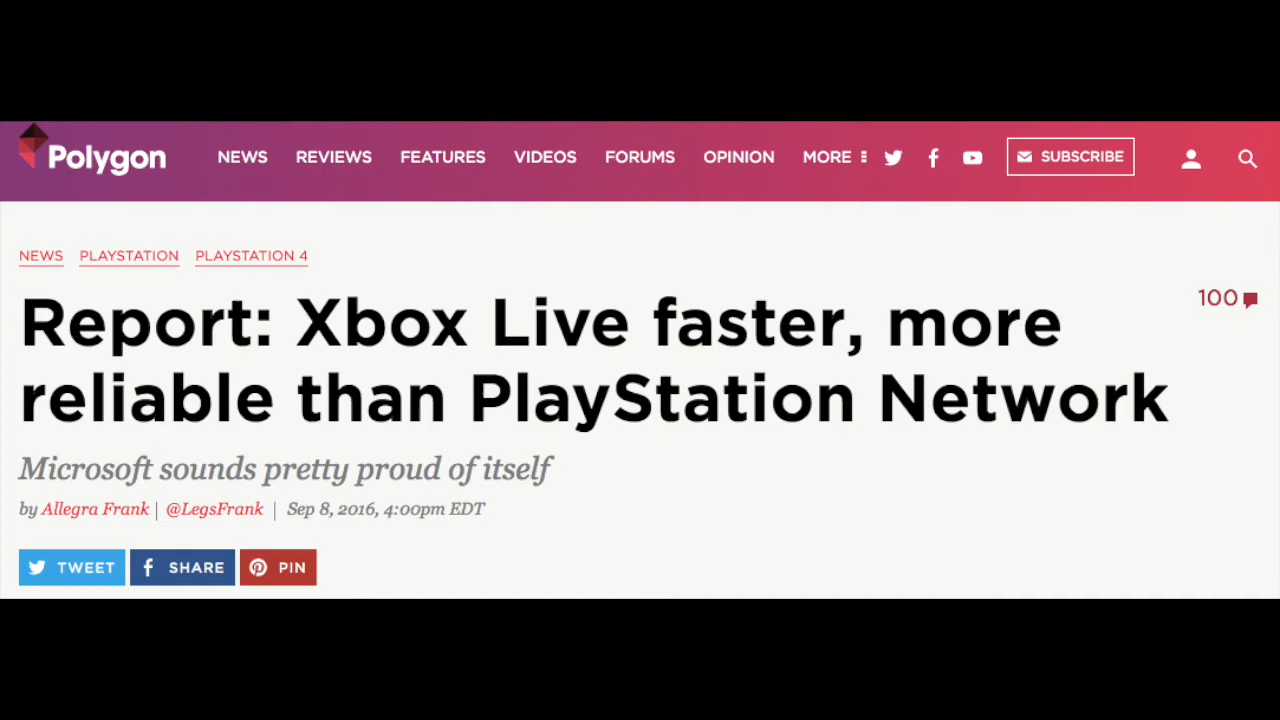 Polygon NEWS REVIEWS FEATURES VIDEOS FORUMS OPINION MORE SUBSCRIBE
NEWS PLAYSTATION PLAYSTATION 4
Report: Xbox Live faster, more
100
reliable than PlayStation Network
Microsoft sounds pretty proud of itself
by Allegra Frank | @LegsFrank | Sep 8, 2016, 4:00pm EDT
TWEET SHARE PIN